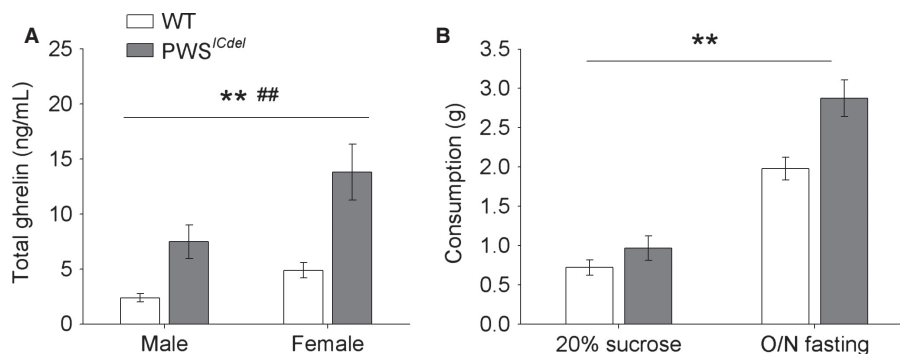 A
WT
PWS^ICdel
Total ghrelin (ng/mL)
25
20
15
10
5
0
** ##
Male Female
B
Consumption (g)
3.5
3.0
2.5
2.0
1.5
1.0
0.5
0.0
**
20% sucrose O/N fasting